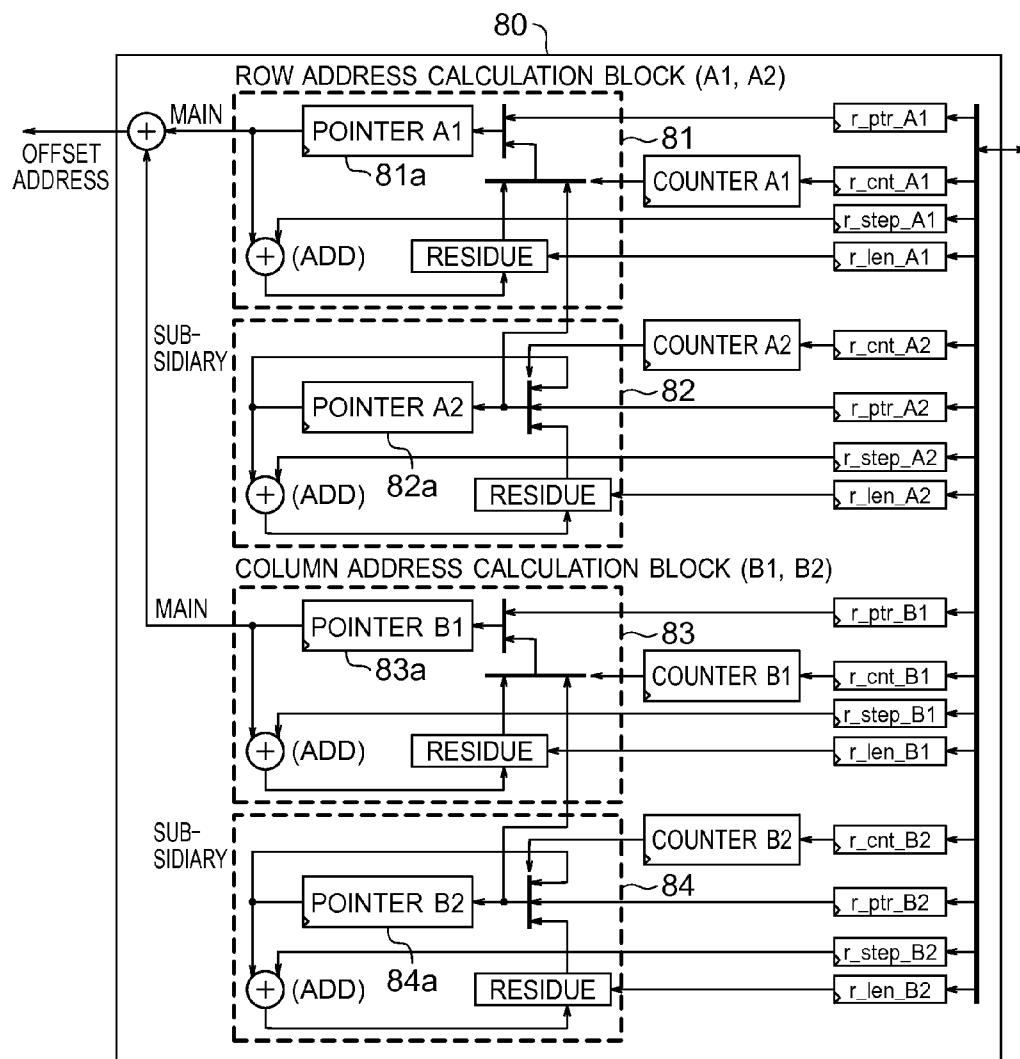 80
ROW ADDRESS CALCULATION BLOCK (A1, A2)
MAIN
+
OFFSET
ADDRESS
POINTER A1
81a
r_ptr_A1
81
COUNTER A1
r_cnt_A1
r_step_A1
+ (ADD)
RESIDUE
r_len_A1
SUB-
SIDIARY
COUNTER A2
r_cnt_A2
82
POINTER A2
82a
r_ptr_A2
r_step_A2
+ (ADD)
RESIDUE
r_len_A2
COLUMN ADDRESS CALCULATION BLOCK (B1, B2)
MAIN
POINTER B1
83a
r_ptr_B1
83
COUNTER B1
r_cnt_B1
r_step_B1
+ (ADD)
RESIDUE
r_len_B1
SUB-
SIDIARY
COUNTER B2
r_cnt_B2
84
POINTER B2
84a
r_ptr_B2
r_step_B2
+ (ADD)
RESIDUE
r_len_B2